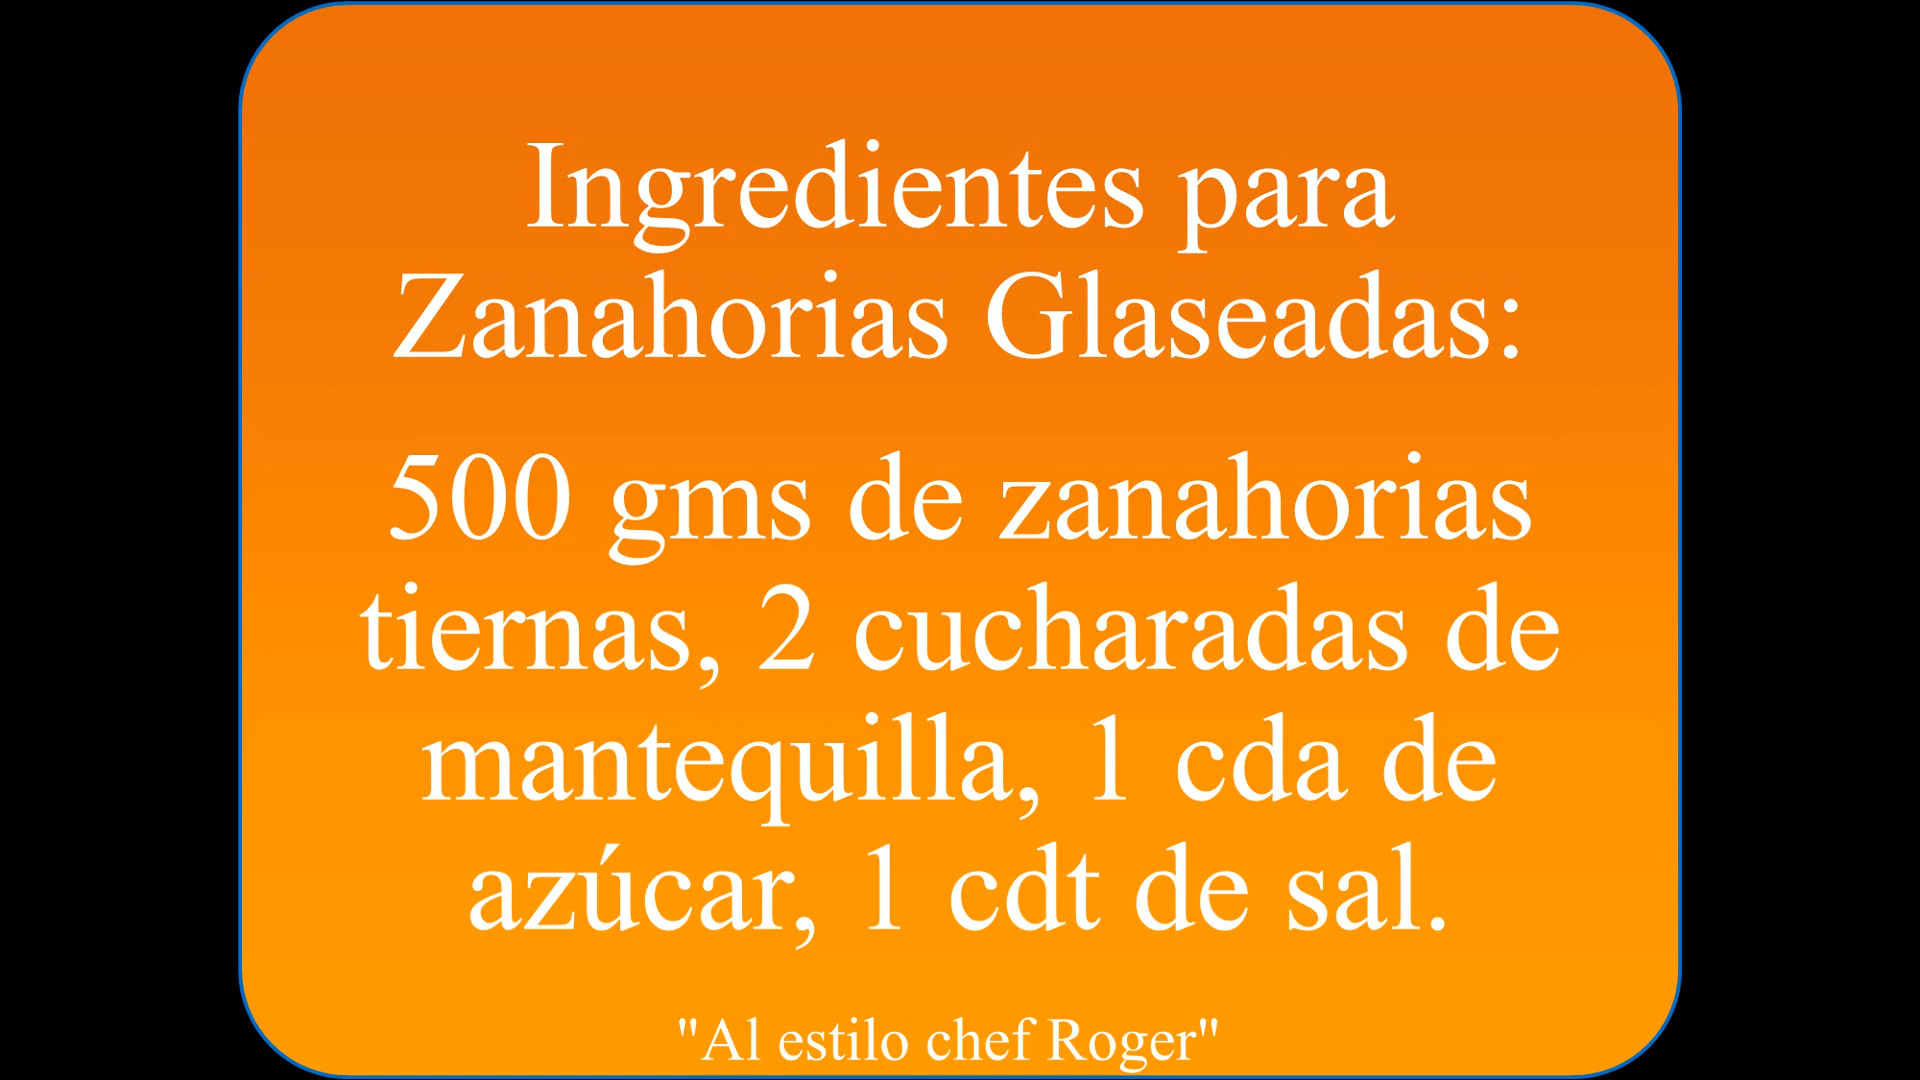 Ingredientes para
Zanahorias Glaseadas:
500 gms de zanahorias
tiernas, 2 cucharadas de
mantequilla, 1 cda de
azúcar, 1 cdt de sal.
"Al estilo chef Roger"